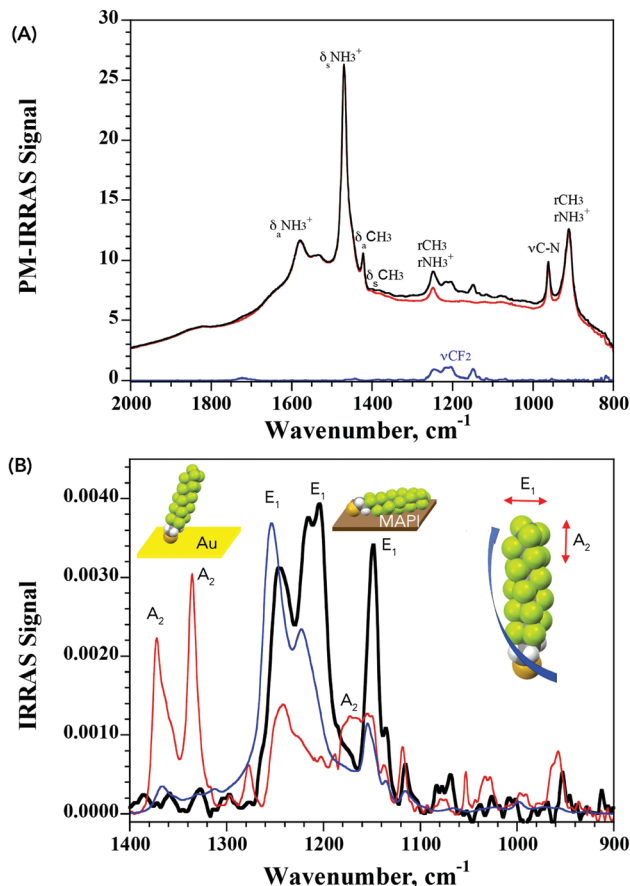 (A)
30
25
20
15
10
5
0
PM-IRRAS Signal
δₛNH₃⁺
δₐNH₃⁺
δₐCH₃
δₛCH₃
rCH₃
rNH₃⁺
νC-N
rCH₃
rNH₃⁺
νCF₂
2000 1800 1600 1400 1200 1000 800
Wavenumber, cm⁻¹
(B)
0.0040
0.0030
0.0020
0.0010
0.0000
IRRAS Signal
Au
A₂
A₂
E₁
E₁
MAPI
E₁
A₂
E₁
A₂
1400 1300 1200 1100 1000 900
Wavenumber, cm⁻¹